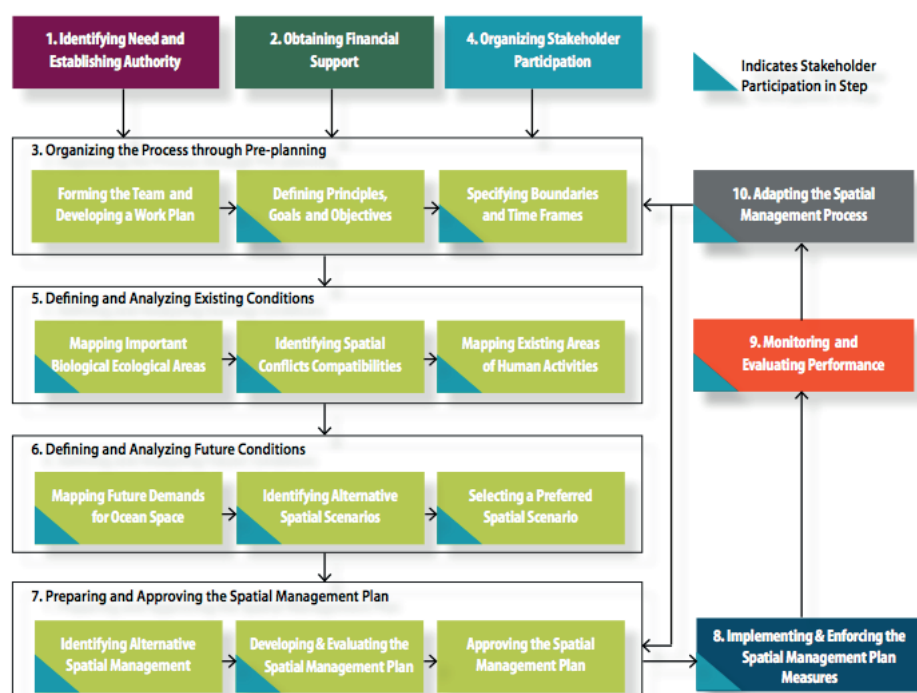 1. Identifying Need and
Establishing Authority
2. Obtaining Financial
Support
4. Organizing Stakeholder
Participation
Indicates Stakeholder
Participation in Step
3. Organizing the Process through Pre-planning
Forming the Team and
Developing a Work Plan
Defining Principles,
Goals and Objectives
Specifying Boundaries
and Time Frames
10. Adapting the Spatial
Management Process
5. Defining and Analyzing Existing Conditions
Mapping Important
Biological Ecological Areas
Identifying Spatial
Conflicts Compatibilities
Mapping Existing Areas
of Human Activities
9. Monitoring and
Evaluating Performance
6. Defining and Analyzing Future Conditions
Mapping Future Demands
for Ocean Space
Identifying Alternative
Spatial Scenarios
Selecting a Preferred
Spatial Scenario
7. Preparing and Approving the Spatial Management Plan
Identifying Alternative
Spatial Management
Developing & Evaluating the
Spatial Management Plan
Approving the Spatial
Management Plan
8. Implementing & Enforcing the
Spatial Management Plan
Measures